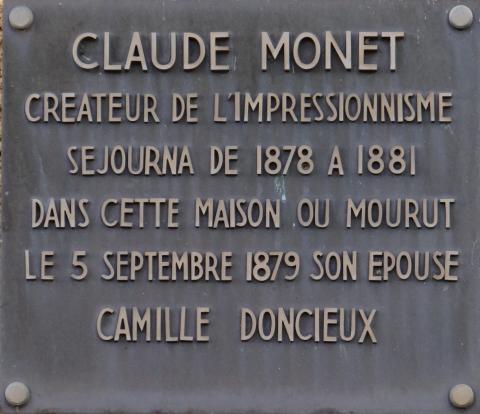 CLAUDE MONET
CREATEUR DE L'IMPRESSIONNISME
SEJOURNA DE 1878 A 1881
DANS CETTE MAISON OU MOURUT
LE 5 SEPTEMBRE 1879 SON EPOUSE
CAMILLE DONCIEUX